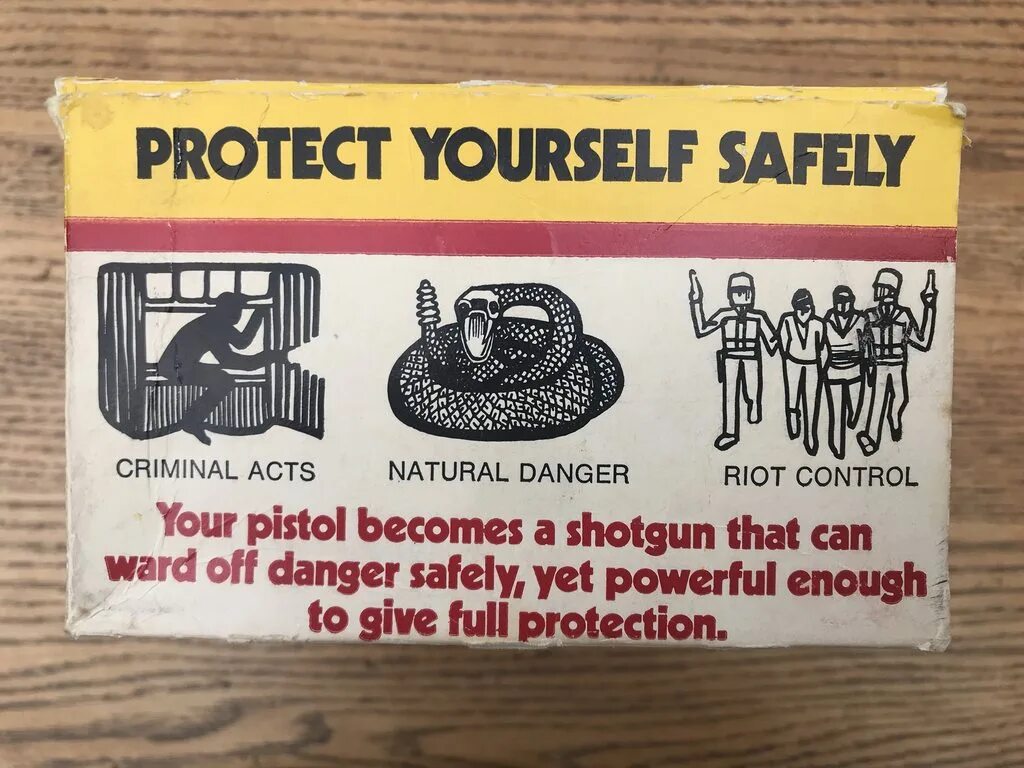 PROTECT YOURSELF SAFELY
CRIMINAL ACTS
NATURAL DANGER
RIOT CONTROL
Your pistol becomes a shotgun that can
ward off danger safely, yet powerful enough
to give full protection.